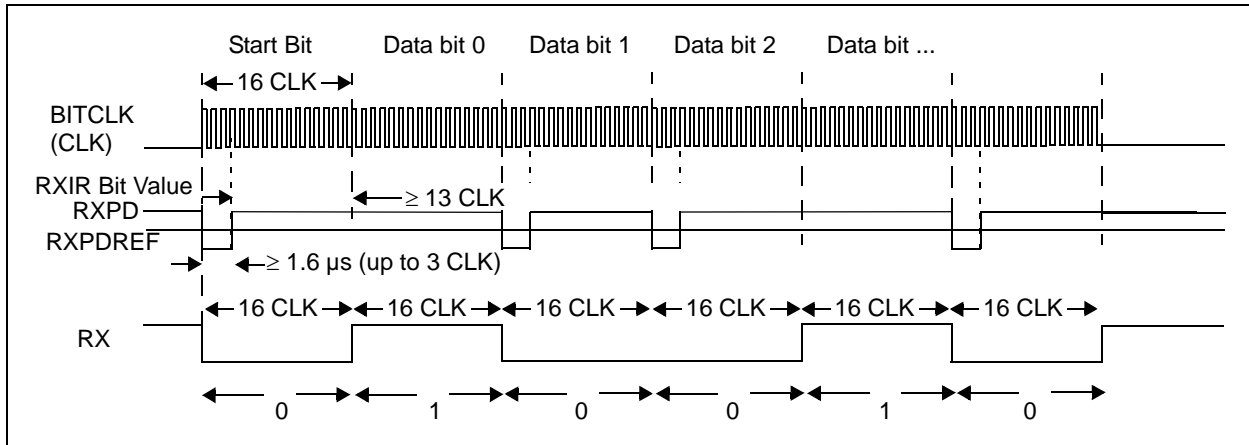 Start Bit Data bit 0 Data bit 1 Data bit 2 Data bit ...
16 CLK
BITCLK
(CLK)
RXIR Bit Value
≥ 13 CLK
RXPD
RXPDREF
≥ 1.6 µs (up to 3 CLK)
16 CLK 16 CLK 16 CLK 16 CLK 16 CLK 16 CLK
RX
0 1 0 0 1 0